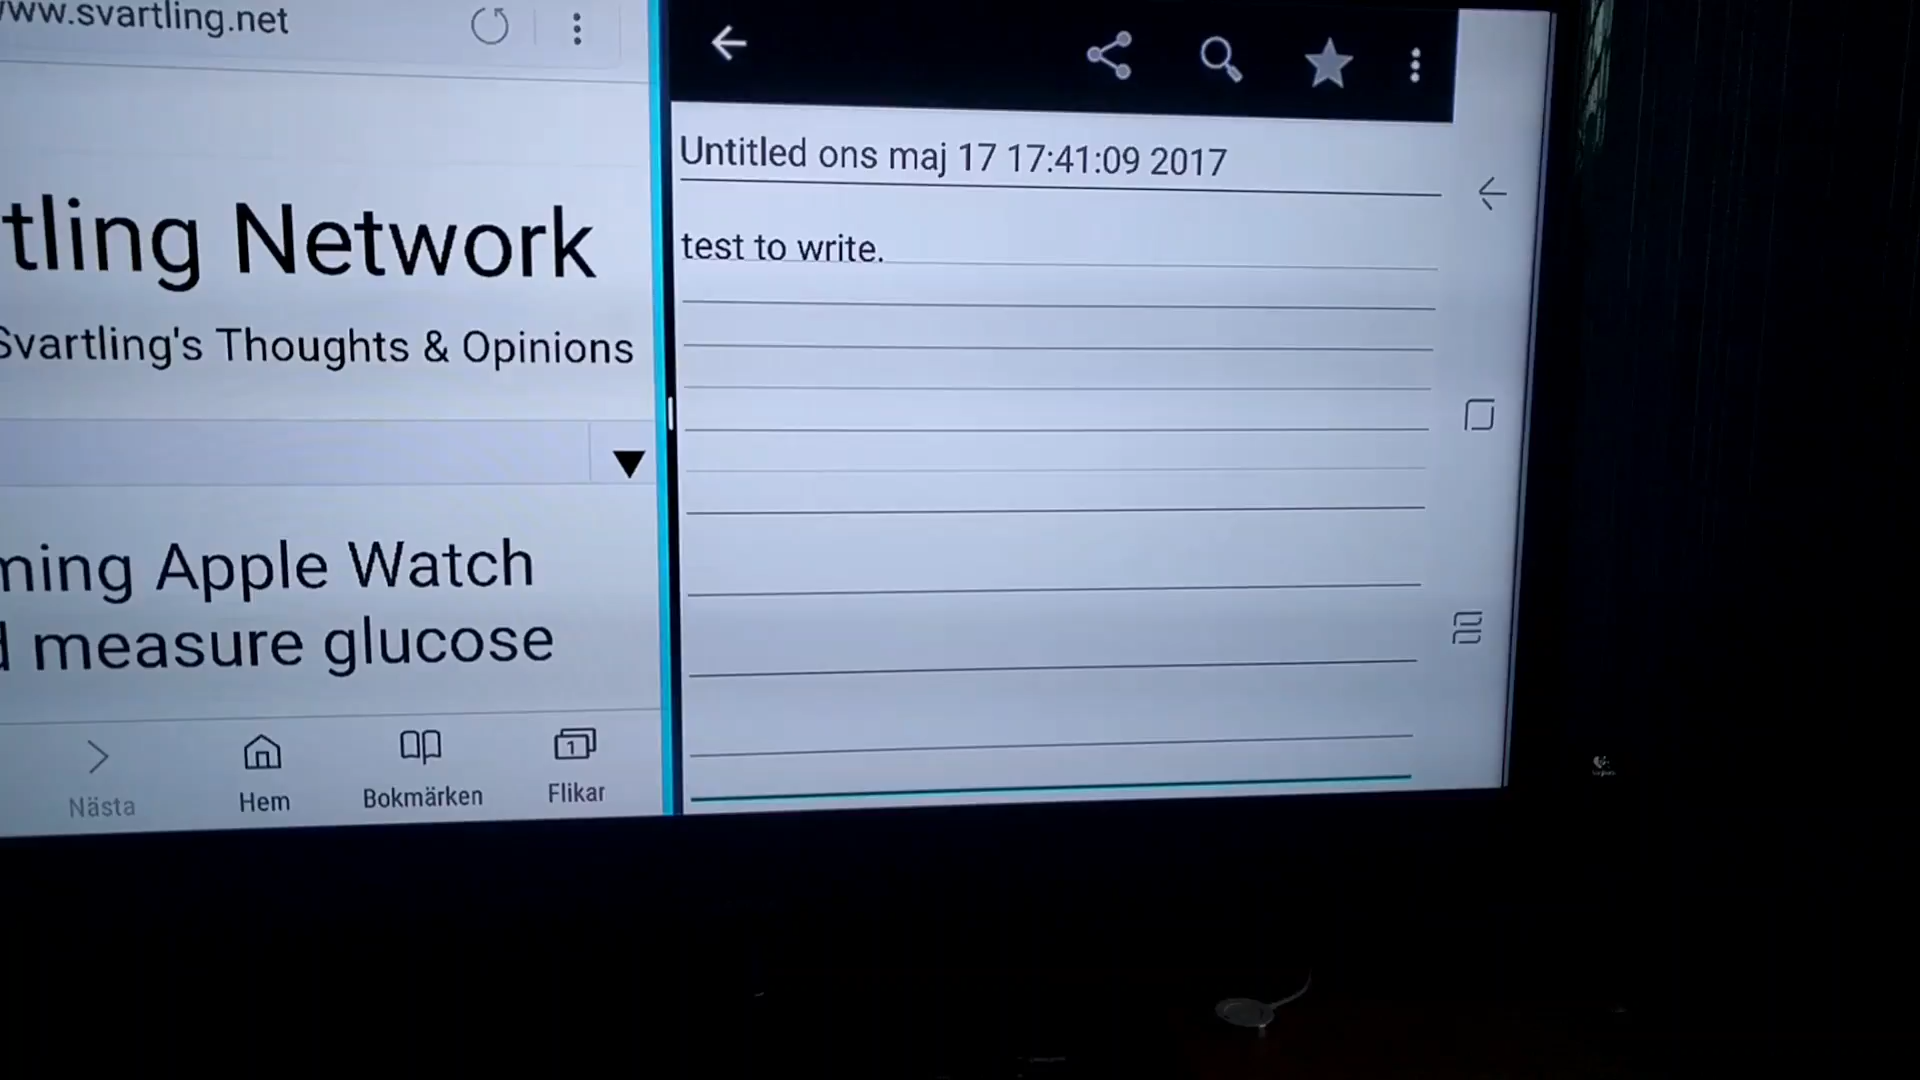 www.svartling.net
tling Network
Svartling's Thoughts & Opinions
ming Apple Watch
d measure glucose
Nästa
Hem
Bokmärken
1
Flikar
Untitled ons maj 17 17:41:09 2017
test to write.